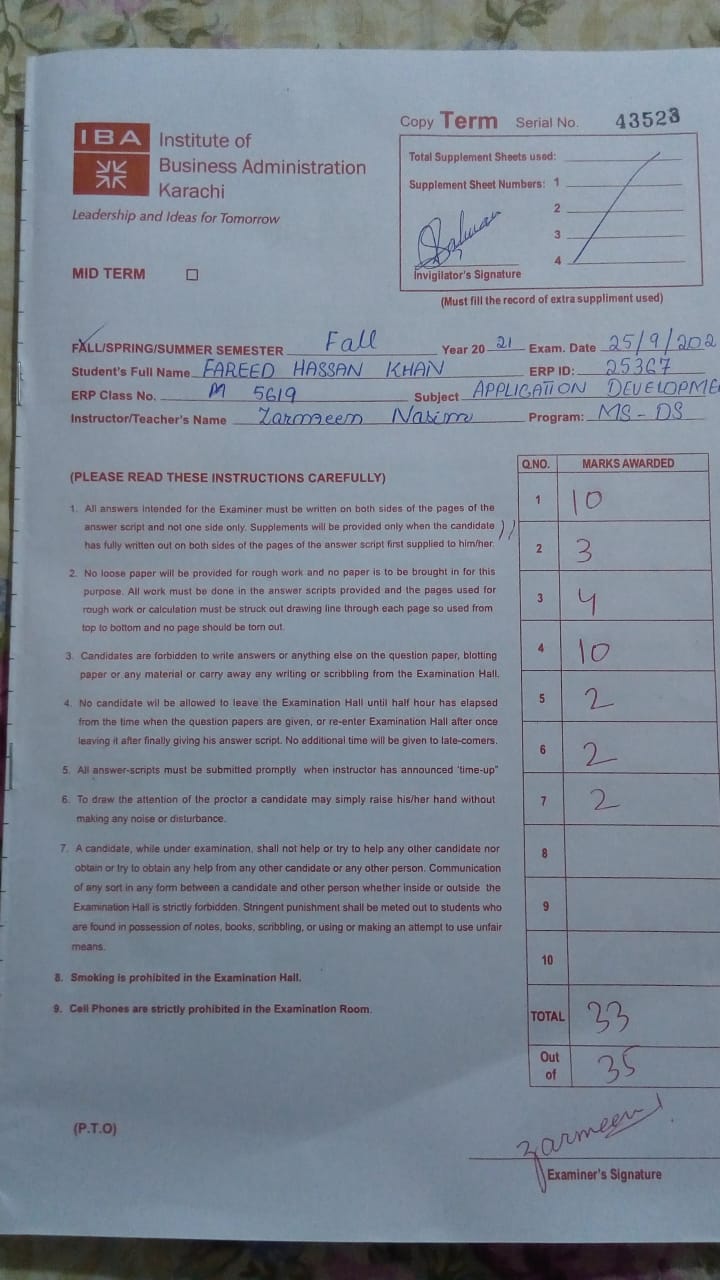 IBA Institute of
Business Administration
Karachi
Leadership and Ideas for Tomorrow
Copy Term Serial No. 43523
Total Supplement Sheets used:
Supplement Sheet Numbers: 1
2
3
4
Invigilator's Signature
(Must fill the record of extra suppliment used)
MID TERM
FALL/SPRING/SUMMER SEMESTER Fall Year 20 21 Exam. Date 25/9/202
Student's Full Name FAREED HASSAN KHAN ERP ID: 25367
ERP Class No. M 5619 Subject APPLICATION DEVELOPME
Instructor/Teacher's Name Zarmeem Nasim Program: MS-DS
(PLEASE READ THESE INSTRUCTIONS CAREFULLY)
1. All answers intended for the Examiner must be written on both sides of the pages of the
answer script and not one side only. Supplements will be provided only when the candidate
has fully written out on both sides of the pages of the answer script first supplied to him/her.
2. No loose paper will be provided for rough work and no paper is to be brought in for this
purpose. All work must be done in the answer scripts provided and the pages used for
rough work or calculation must be struck out drawing line through each page so used from
top to bottom and no page should be torn out.
3. Candidates are forbidden to write answers or anything else on the question paper, blotting
paper or any material or carry away any writing or scribbling from the Examination Hall.
4. No candidate wil be allowed to leave the Examination Hall until half hour has elapsed
from the time when the question papers are given, or re-enter Examination Hall after once
leaving it after finally giving his answer script. No additional time will be given to late-comers.
5. All answer-scripts must be submitted promptly when instructor has announced 'time-up"
6. To draw the attention of the proctor a candidate may simply raise his/her hand without
making any noise or disturbance.
7. A candidate, while under examination, shall not help or try to help any other candidate nor
obtain or try to obtain any help from any other candidate or any other person. Communication
of any sort in any form between a candidate and other person whether inside or outside the
Examination Hall is strictly forbidden. Stringent punishment shall be meted out to students who
are found in possession of notes, books, scribbling, or using or making an attempt to use unfair
means.
8. Smoking is prohibited in the Examination Hall.
9. Cell Phones are strictly prohibited in the Examination Room.
(P.T.O)
Q.NO. MARKS AWARDED
1 10
2 3
3 4
4 10
5 2
6 2
7 2
8
9
10
TOTAL 33
Out
of 35
Zarmeen
Examiner's Signature